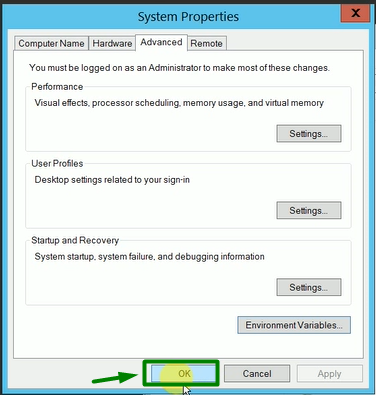 System Properties
X
Computer Name Hardware Advanced Remote
You must be logged on as an Administrator to make most of these changes.
Performance
Visual effects, processor scheduling, memory usage, and virtual memory
Settings...
User Profiles
Desktop settings related to your sign-in
Settings...
Startup and Recovery
System startup, system failure, and debugging information
Settings...
Environment Variables...
OK Cancel Apply